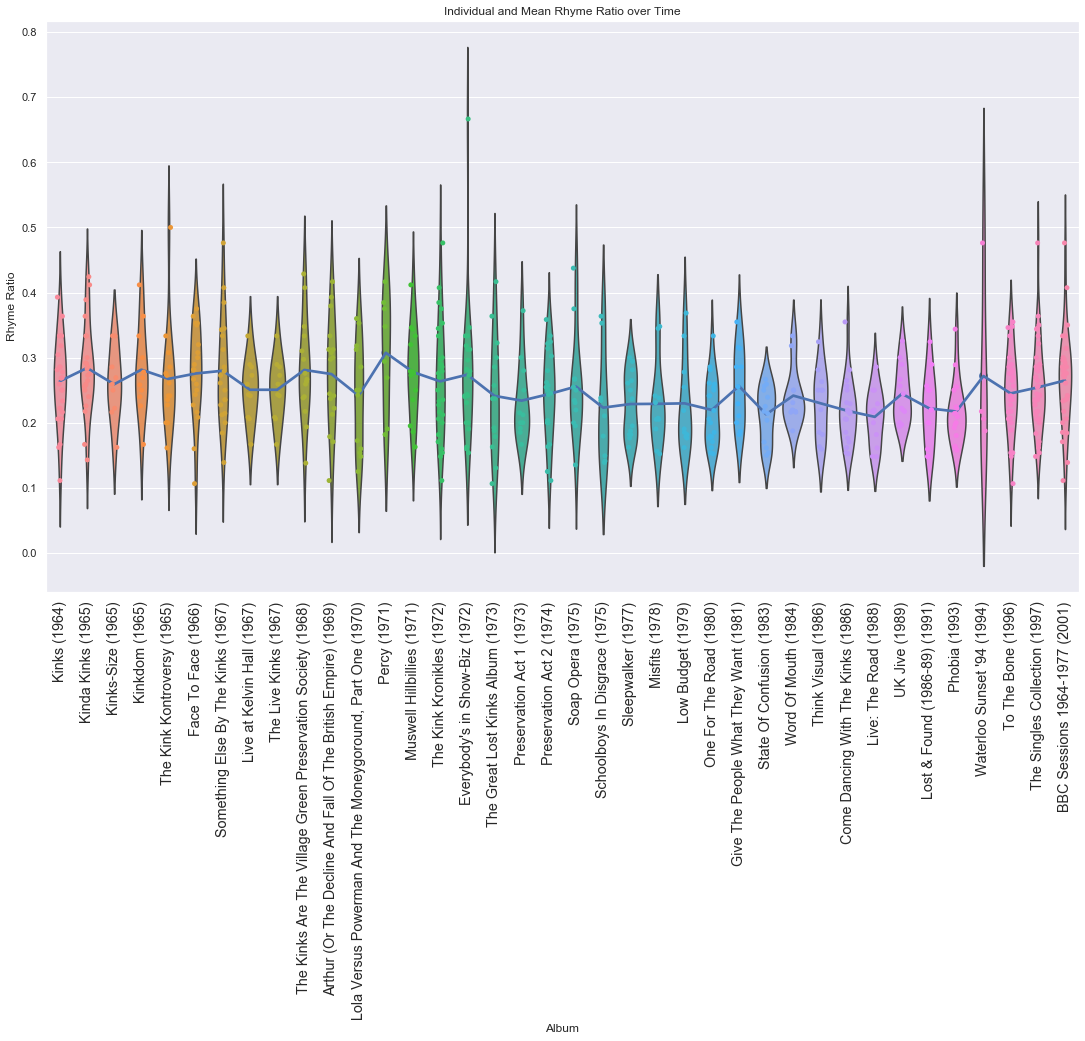 Individual and Mean Rhyme Ratio over Time
Rhyme Ratio
0.8
0.7
0.6
0.5
0.4
0.3
0.2
0.1
0.0
Kinks (1964)
Kinda Kinks (1965)
Kinks-Size (1965)
Kinkdom (1965)
The Kink Kontroversy (1965)
Face To Face (1966)
Something Else By The Kinks (1967)
Live at Kelvin Hall (1967)
The Live Kinks (1967)
The Kinks Are The Village Green Preservation Society (1968)
Arthur (Or The Decline And Fall Of The British Empire) (1969)
Lola Versus Powerman And The Moneygoround, Part One (1970)
Percy (1971)
Muswell Hillbillies (1971)
The Kink Kronikles (1972)
Everybody's in Show-Biz (1972)
The Great Lost Kinks Album (1973)
Preservation Act 1 (1973)
Preservation Act 2 (1974)
Soap Opera (1975)
Schoolboys In Disgrace (1975)
Sleepwalker (1977)
Misfits (1978)
Low Budget (1979)
One For The Road (1980)
Give The People What They Want (1981)
State Of Confusion (1983)
Word Of Mouth (1984)
Think Visual (1986)
Come Dancing With The Kinks (1986)
Live: The Road (1988)
UK Jive (1989)
Lost & Found (1986-89) (1991)
Phobia (1993)
Waterloo Sunset '94 (1994)
To The Bone (1996)
The Singles Collection (1997)
BBC Sessions 1964-1977 (2001)
Album